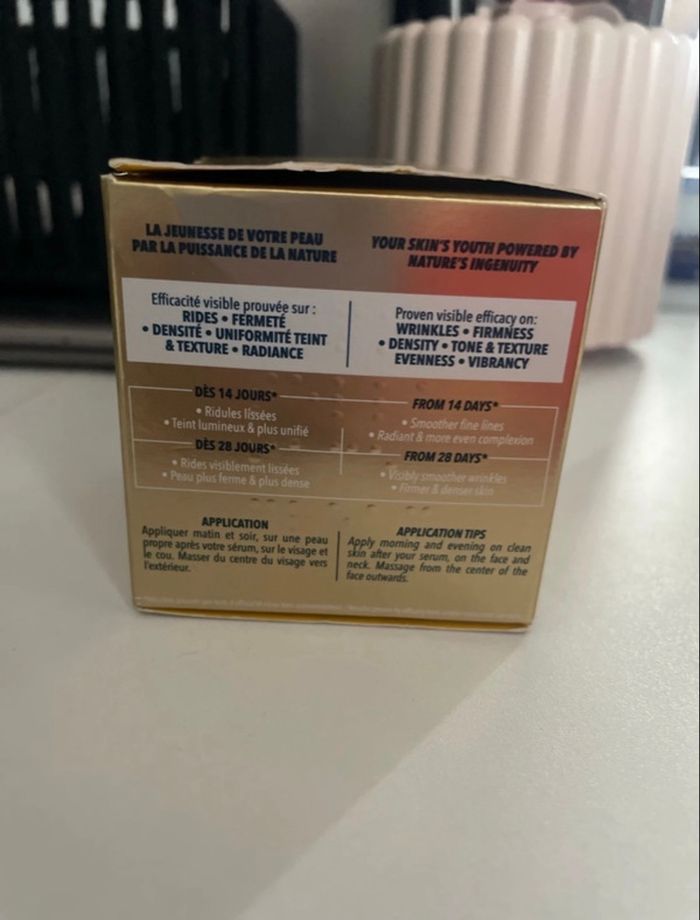 LA JEUNESSE DE VOTRE PEAU
PAR LA PUISSANCE DE LA NATURE
Efficacité visible prouvée sur :
RIDES • FERMETÉ
• DENSITÉ • UNIFORMITÉ TEINT
& TEXTURE • RADIANCE
DÈS 14 JOURS*
• Ridules lissées
• Teint lumineux & plus unifié
DÈS 28 JOURS*
• Rides visiblement lissées
• Peau plus ferme & plus dense
APPLICATION
Appliquer matin et soir, sur une peau
propre après votre sérum, sur le visage et
le cou. Masser du centre du visage vers
l'extérieur.
YOUR SKIN'S YOUTH POWERED BY
NATURE'S INGENUITY
Proven visible efficacy on:
WRINKLES • FIRMNESS
• DENSITY • TONE & TEXTURE
EVENNESS • VIBRANCY
FROM 14 DAYS*
• Smoother fine lines
• Radiant & more even complexion
FROM 28 DAYS*
• Visibly smoother wrinkles
• Firmer & denser skin
APPLICATION TIPS
Apply morning and evening on clean
skin after your serum, on the face and
neck. Massage from the center of the
face outwards.